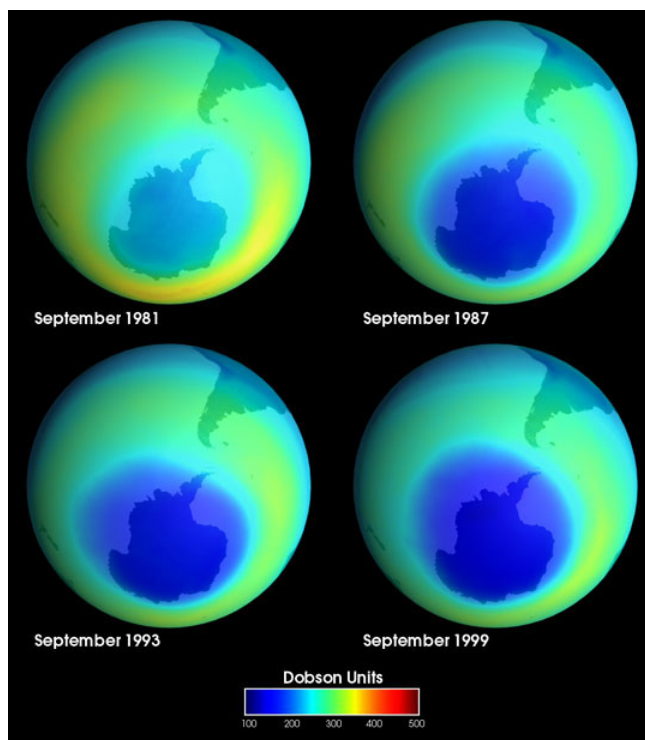 September 1981
September 1987
September 1993
September 1999
Dobson Units
100 200 300 400 500